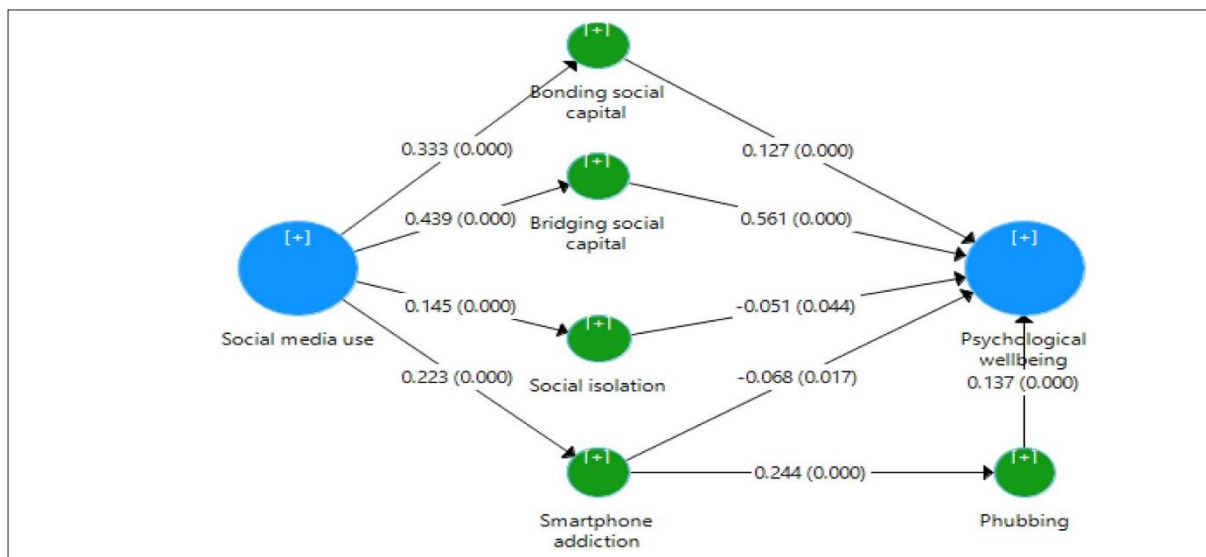 [+]
Bonding social
capital
0.333 (0.000)
0.127 (0.000)
[+]
Bridging social
capital
0.439 (0.000)
0.561 (0.000)
[+]
Social media use
[+]
Psychological
wellbeing
0.145 (0.000)
-0.051 (0.044)
[+]
Social isolation
0.223 (0.000)
-0.068 (0.017)
0.137 (0.000)
[+]
Smartphone
addiction
0.244 (0.000)
[+]
Phubbing